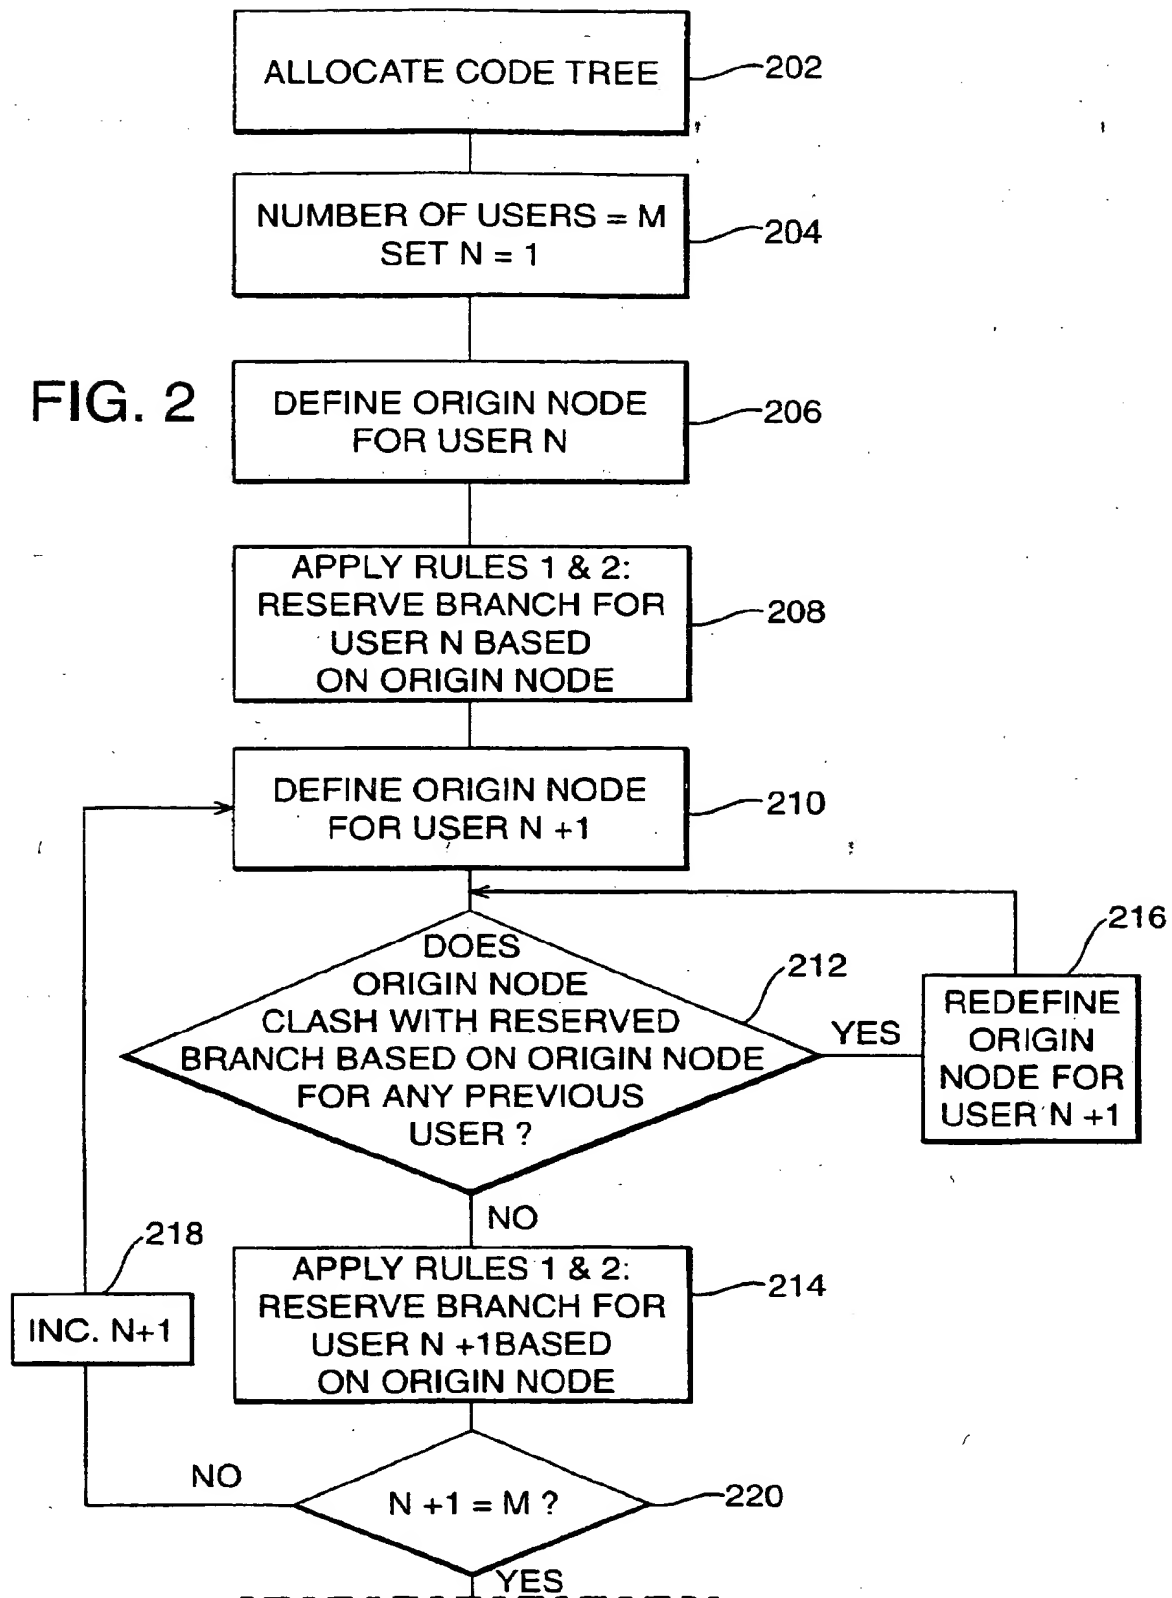 ALLOCATE CODE TREE
202
NUMBER OF USERS = M
SET N = 1
204
FIG. 2
DEFINE ORIGIN NODE
FOR USER N
206
APPLY RULES 1 & 2:
RESERVE BRANCH FOR
USER N BASED
ON ORIGIN NODE
208
DEFINE ORIGIN NODE
FOR USER N +1
210
DOES
ORIGIN NODE
CLASH WITH RESERVED
BRANCH BASED ON ORIGIN NODE
FOR ANY PREVIOUS
USER ?
212
YES
216
REDEFINE
ORIGIN
NODE FOR
USER N +1
NO
218
INC. N+1
APPLY RULES 1 & 2:
RESERVE BRANCH FOR
USER N +1BASED
ON ORIGIN NODE
214
NO
N +1 = M ?
220
YES